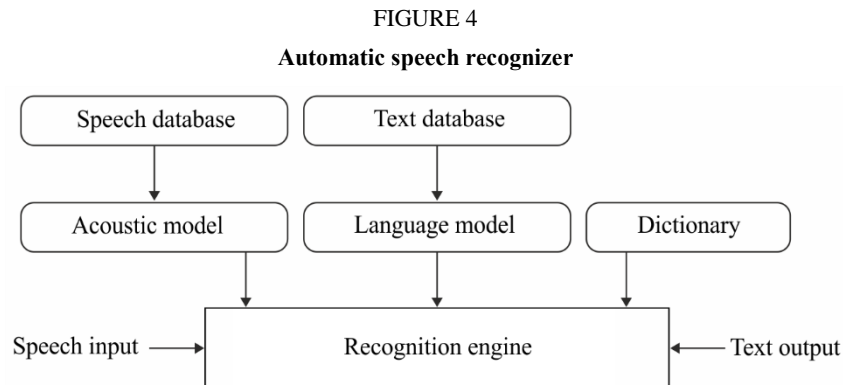 FIGURE 4
Automatic speech recognizer
Speech database
Text database
Acoustic model
Language model
Dictionary
Speech input
Recognition engine
Text output